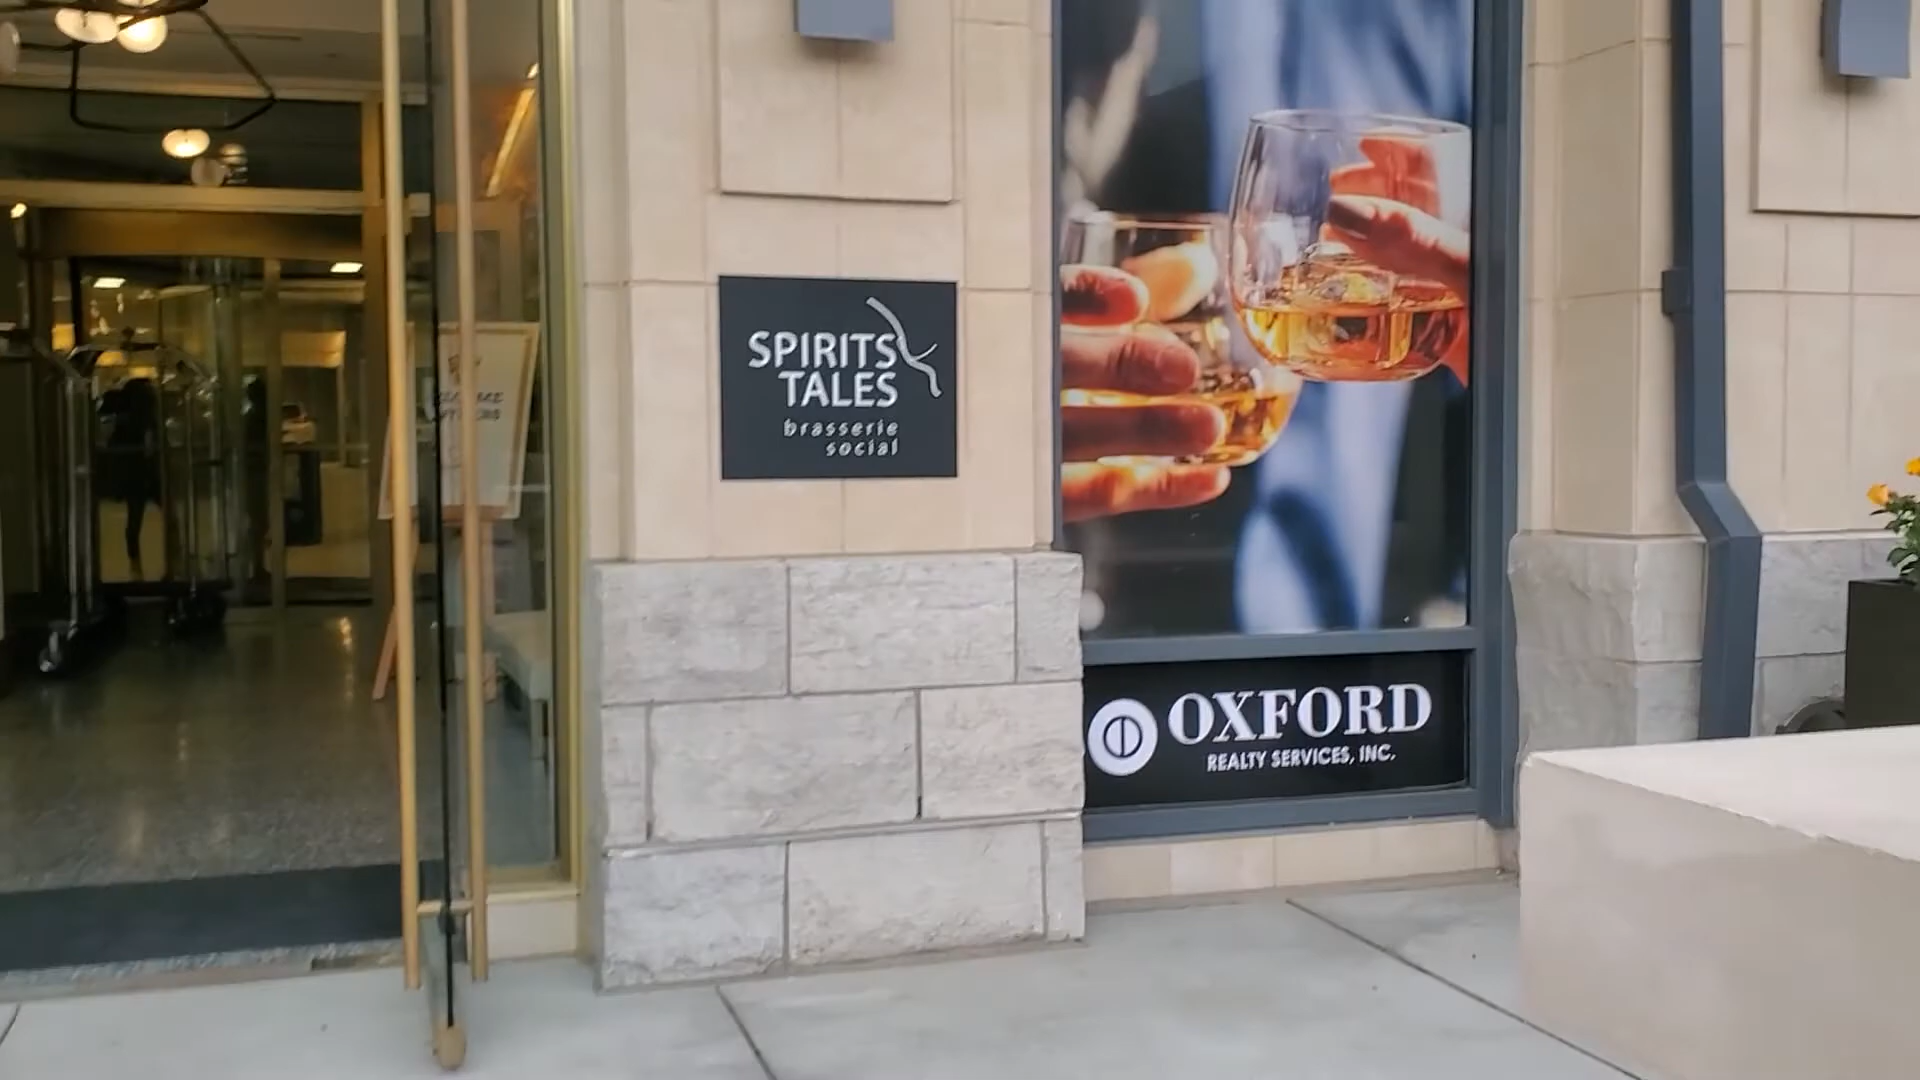 SPIRITS
TALES
brasserie
social
OXFORD
REALTY SERVICES, INC.